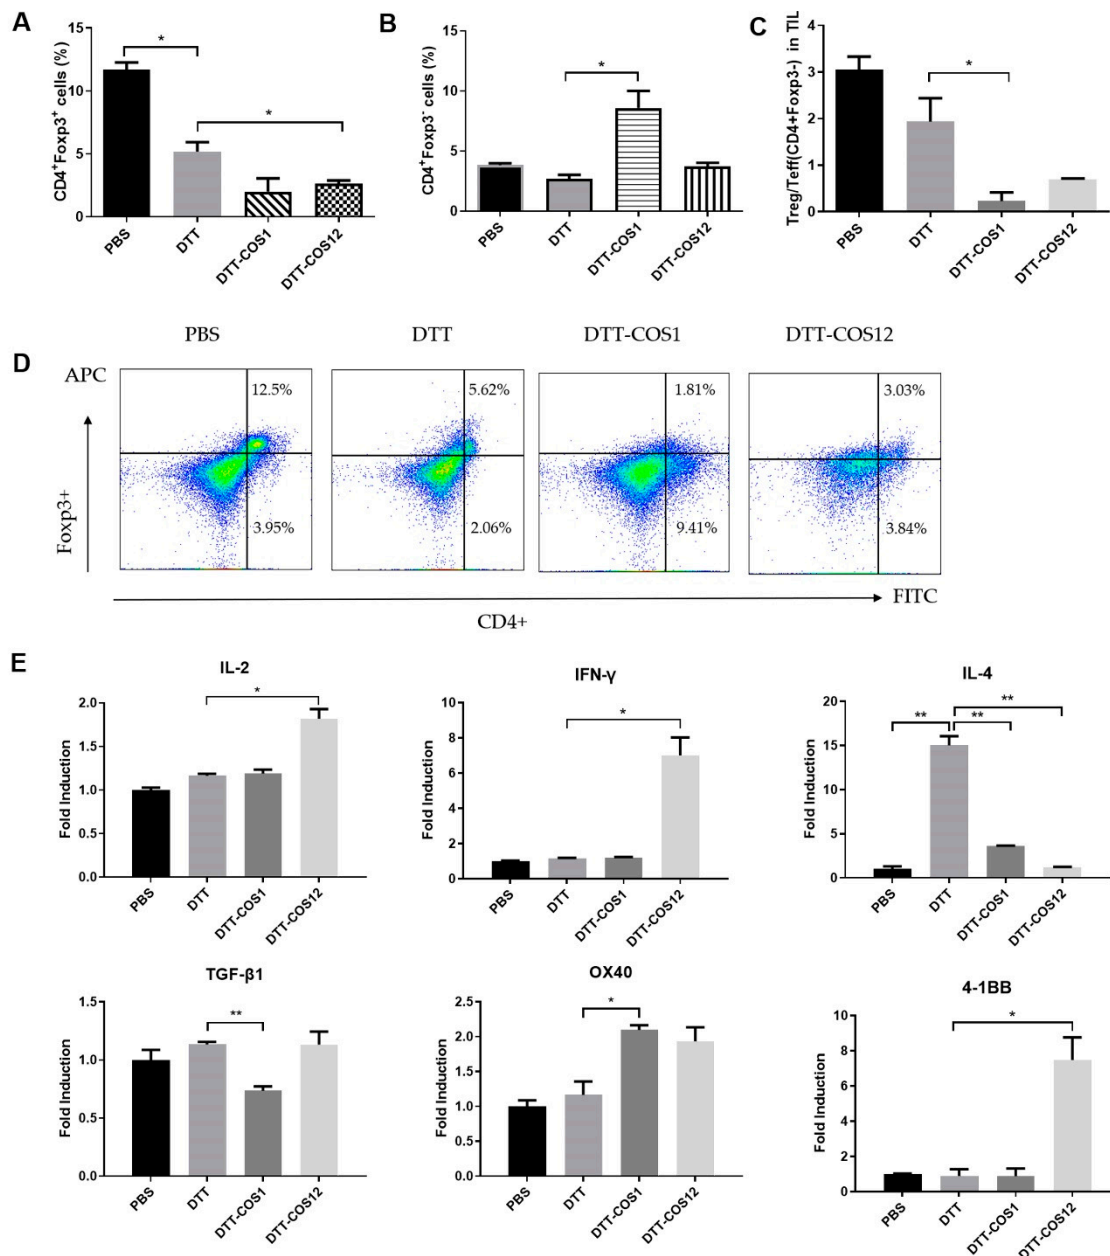 A
CD4+Foxp3+ cells (%)
15
10
5
0
*
*
PBS
DTT
DTT-COS1
DTT-COS12
B
CD4+Foxp3- cells (%)
15
10
5
0
*
PBS
DTT
DTT-COS1
DTT-COS12
C
Treg/Teff(CD4+Foxp3-) in TIL
4
3
2
1
0
*
PBS
DTT
DTT-COS1
DTT-COS12
D
PBS
DTT
DTT-COS1
DTT-COS12
APC
Foxp3+
12.5%
3.95%
5.62%
2.06%
1.81%
9.41%
3.03%
3.84%
FITC
CD4+
E
IL-2
Fold Induction
2.0
1.5
1.0
0.5
0.0
*
PBS
DTT
DTT-COS1
DTT-COS12
IFN-γ
Fold Induction
10
8
6
4
2
0
*
PBS
DTT
DTT-COS1
DTT-COS12
IL-4
Fold Induction
20
15
10
5
0
**
**
**
PBS
DTT
DTT-COS1
DTT-COS12
TGF-β1
Fold Induction
1.5
1.0
0.5
0.0
**
PBS
DTT
DTT-COS1
DTT-COS12
OX40
Fold Induction
2.5
2.0
1.5
1.0
0.5
0.0
*
PBS
DTT
DTT-COS1
DTT-COS12
4-1BB
Fold Induction
10
8
6
4
2
0
*
PBS
DTT
DTT-COS1
DTT-COS12